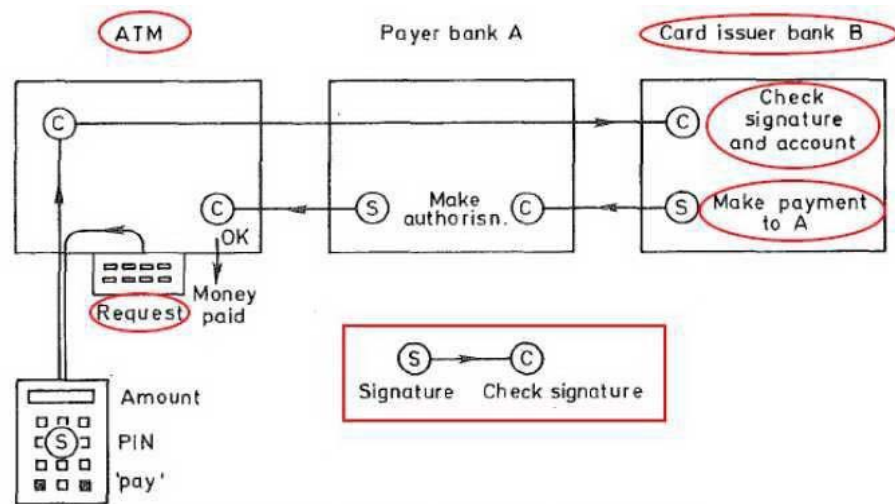 ATM
Payer bank A
Card issuer bank B
C
C
Check
signature
and account
C
OK
S
Make
authorisn.
C
S
Make payment
to A
Request
Money
paid
S
C
Signature
Check signature
Amount
S
PIN
'pay'